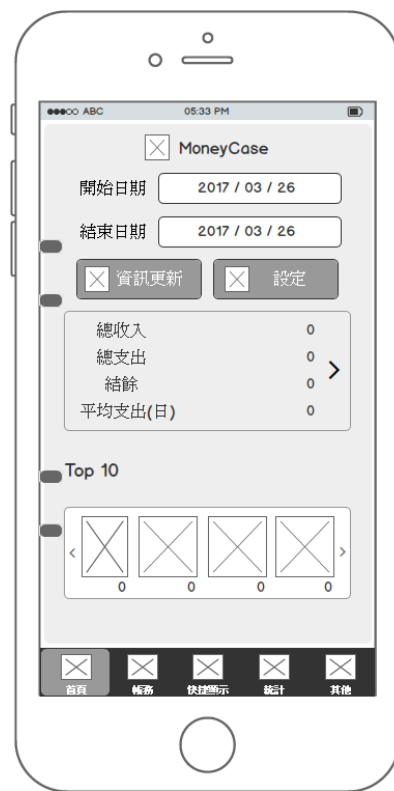 ABC 05:33 PM
MoneyCase
開始日期 2017 / 03 / 26
結束日期 2017 / 03 / 26
資訊更新 設定
總收入 0
總支出 0
結餘 0
平均支出(日) 0
Top 10
‹ ›
0 0 0 0
首頁 帳務 快捷顯示 統計 其他